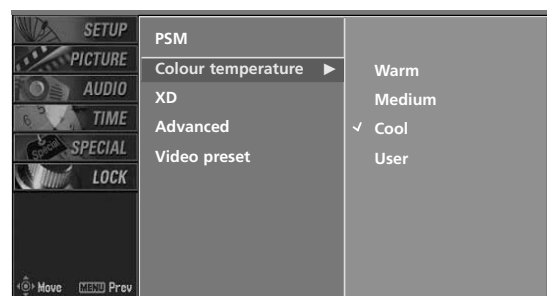 SETUP
PICTURE
AUDIO
TIME
SPECIAL
LOCK
Move MENU Prev
PSM
Colour temperature ▶
XD
Advanced
Video preset
Warm
Medium
✓ Cool
User